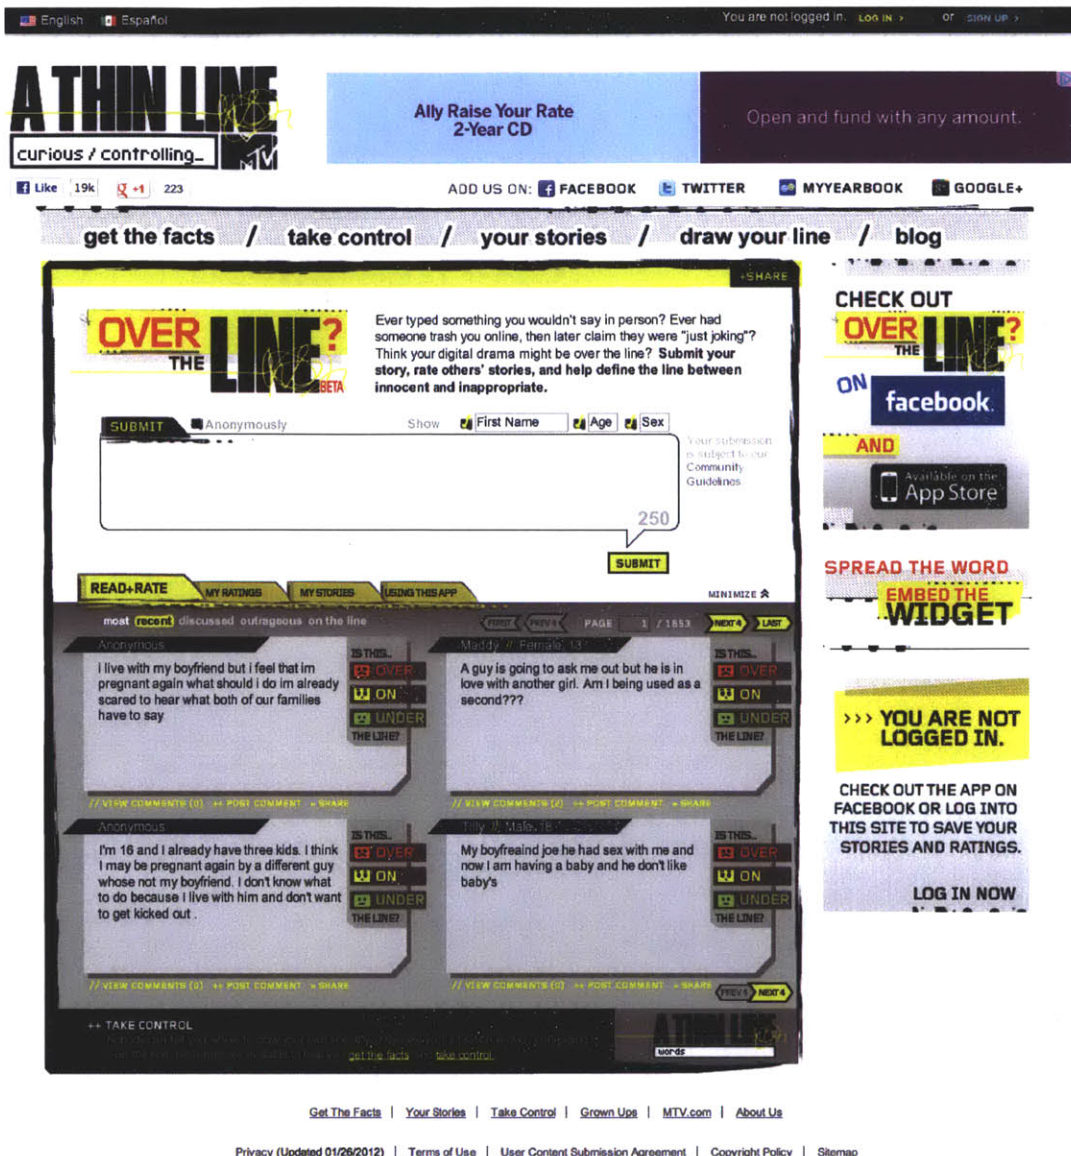 English Español
You are not logged in. LOG IN > or SIGN UP >
A THIN LINE
curious / controlling_
MTV
Ally Raise Your Rate
2-Year CD
Open and fund with any amount.
Like 19k +1 223
ADD US ON: FACEBOOK TWITTER MYYEARBOOK GOOGLE+
get the facts / take control / your stories / draw your line / blog
+SHARE
OVER
THE LINE?
BETA
Ever typed something you wouldn't say in person? Ever had
someone trash you online, then later claim they were "just joking"?
Think your digital drama might be over the line? Submit your
story, rate others' stories, and help define the line between
innocent and inappropriate.
SUBMIT Anonymously Show First Name Age Sex
Your submission
is subject to our
Community
Guidelines
250
SUBMIT
READ+RATE MY RATINGS MY STORIES USING THIS APP MINIMIZE
most recent discussed outrageous on the line FIRST PREV 4 PAGE 1 / 1653 NEXT 4 LAST
Anonymous
I live with my boyfriend but i feel that im
pregnant again what should i do im already
scared to hear what both of our families
have to say
IS THIS...
OVER
ON
UNDER
THE LINE?
// VIEW COMMENTS (0) ++ POST COMMENT » SHARE
Maddy // Female, 13
A guy is going to ask me out but he is in
love with another girl. Am I being used as a
second???
IS THIS...
OVER
ON
UNDER
THE LINE?
// VIEW COMMENTS (2) ++ POST COMMENT » SHARE
Anonymous
I'm 16 and I already have three kids. I think
I may be pregnant again by a different guy
whose not my boyfriend. I don't know what
to do because I live with him and don't want
to get kicked out .
IS THIS...
OVER
ON
UNDER
THE LINE?
// VIEW COMMENTS (0) ++ POST COMMENT » SHARE
Tilly // Male, 18
My boyfreaind joe he had sex with me and
now I am having a baby and he don't like
baby's
IS THIS...
OVER
ON
UNDER
THE LINE?
// VIEW COMMENTS (0) ++ POST COMMENT » SHARE
PREV 4 NEXT 4
++ TAKE CONTROL
get the facts take control.
A THIN LINE
words
CHECK OUT
OVER
THE LINE?
ON
facebook
AND
Available on the
App Store
SPREAD THE WORD
EMBED THE
WIDGET
>>> YOU ARE NOT
LOGGED IN.
CHECK OUT THE APP ON
FACEBOOK OR LOG INTO
THIS SITE TO SAVE YOUR
STORIES AND RATINGS.
LOG IN NOW
Get The Facts | Your Stories | Take Control | Grown Ups | MTV.com | About Us
Privacy (Updated 01/26/2012) | Terms of Use | User Content Submission Agreement | Copyright Policy | Sitemap